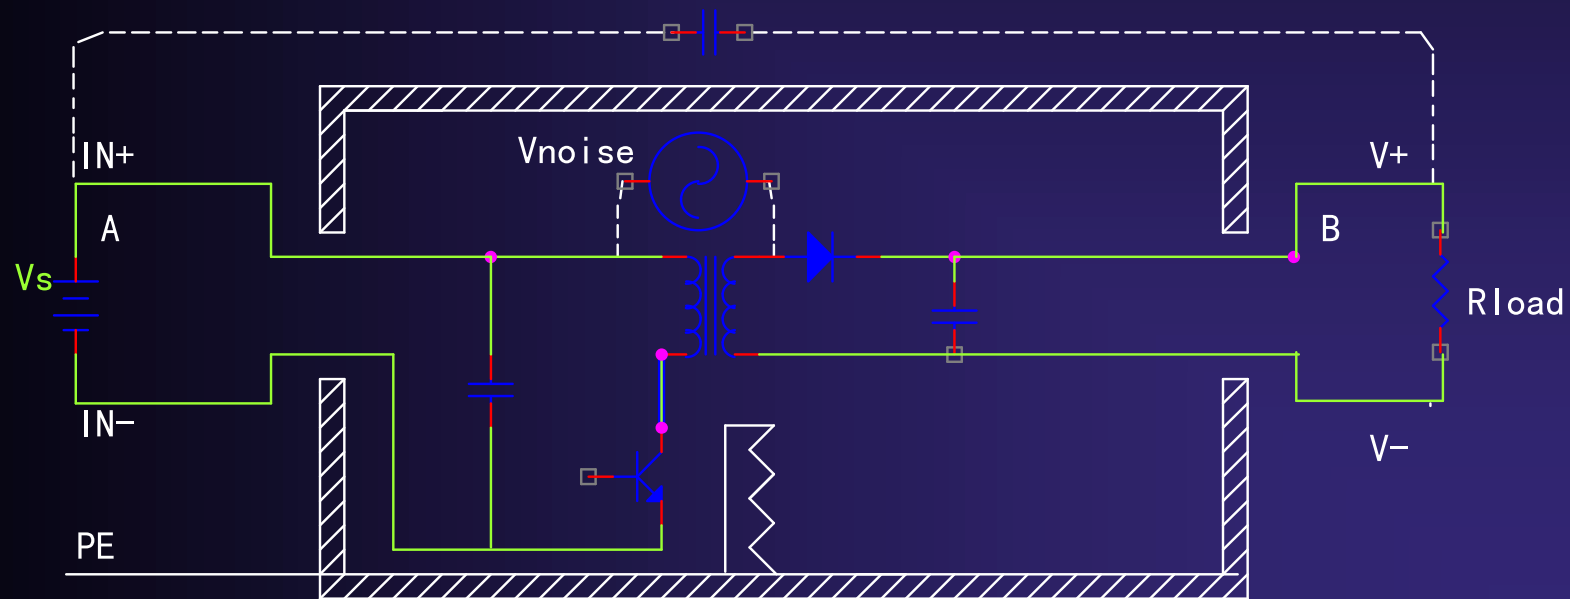 IN+
Vnoise
V+
A
B
Vs
Rload
IN-
V-
PE